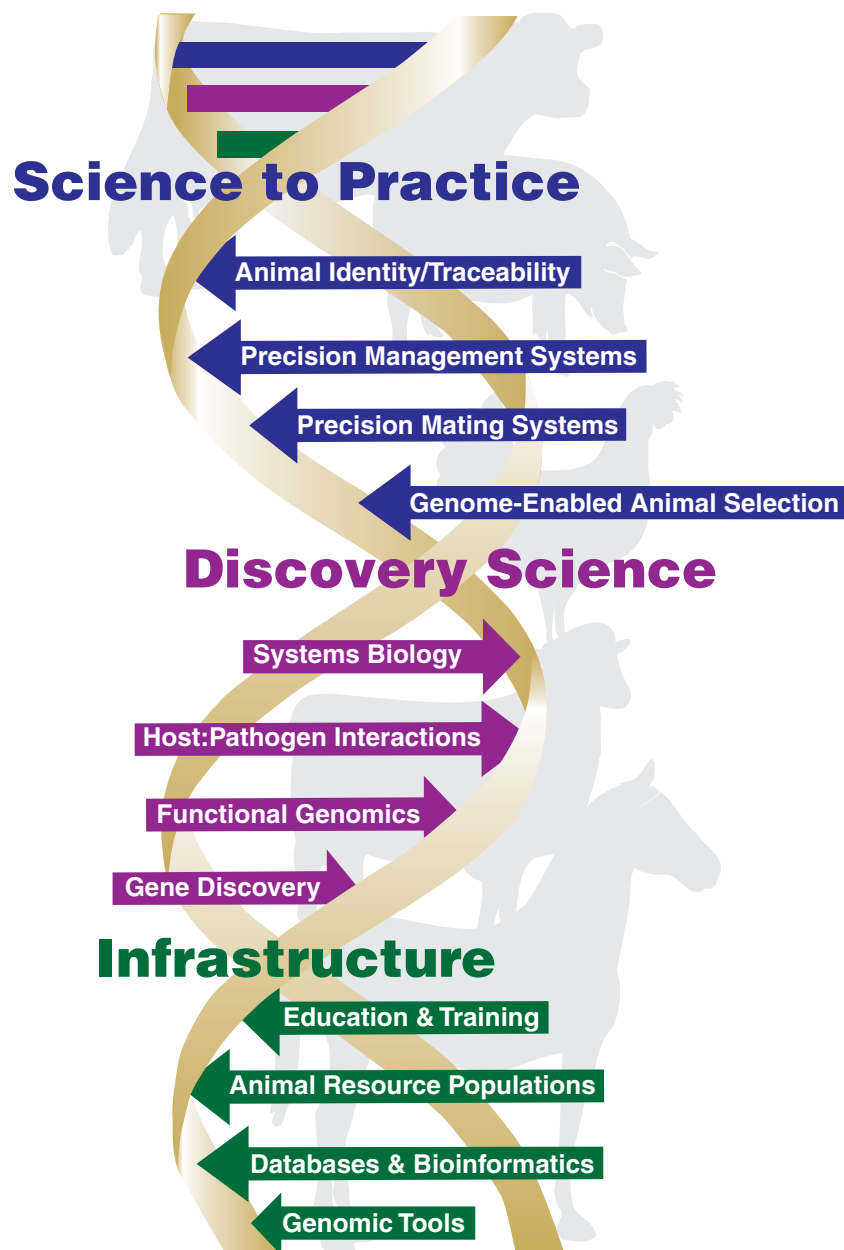 Science to Practice
Animal Identity/Traceability
Precision Management Systems
Precision Mating Systems
Genome-Enabled Animal Selection
Discovery Science
Systems Biology
Host:Pathogen Interactions
Functional Genomics
Gene Discovery
Infrastructure
Education & Training
Animal Resource Populations
Databases & Bioinformatics
Genomic Tools